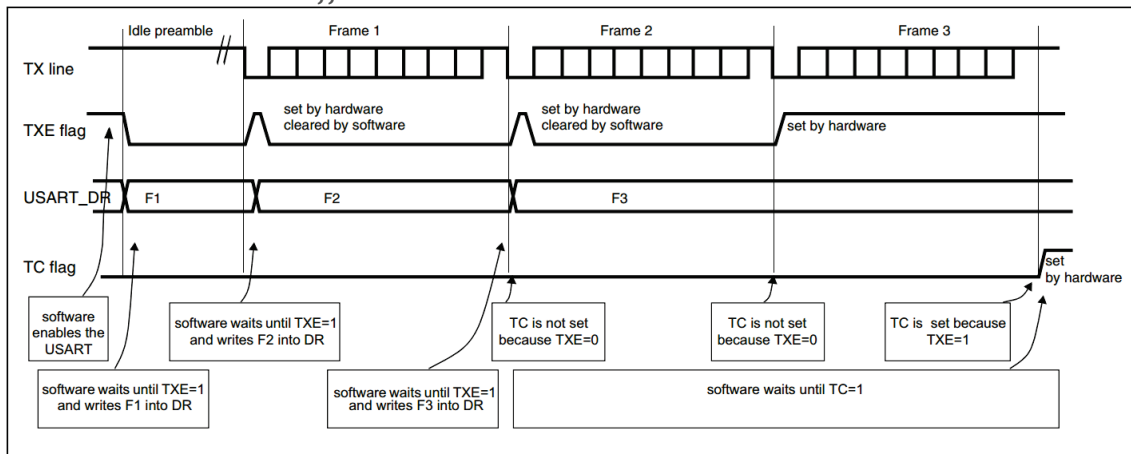 Idle preamble
Frame 1
Frame 2
Frame 3
TX line
TXE flag
set by hardware
cleared by software
set by hardware
cleared by software
set by hardware
USART_DR
F1
F2
F3
TC flag
set
by hardware
software
enables the
USART
software waits until TXE=1
and writes F2 into DR
TC is not set
because TXE=0
TC is not set
because TXE=0
TC is set because
TXE=1
software waits until TXE=1
and writes F1 into DR
software waits until TXE=1
and writes F3 into DR
software waits until TC=1